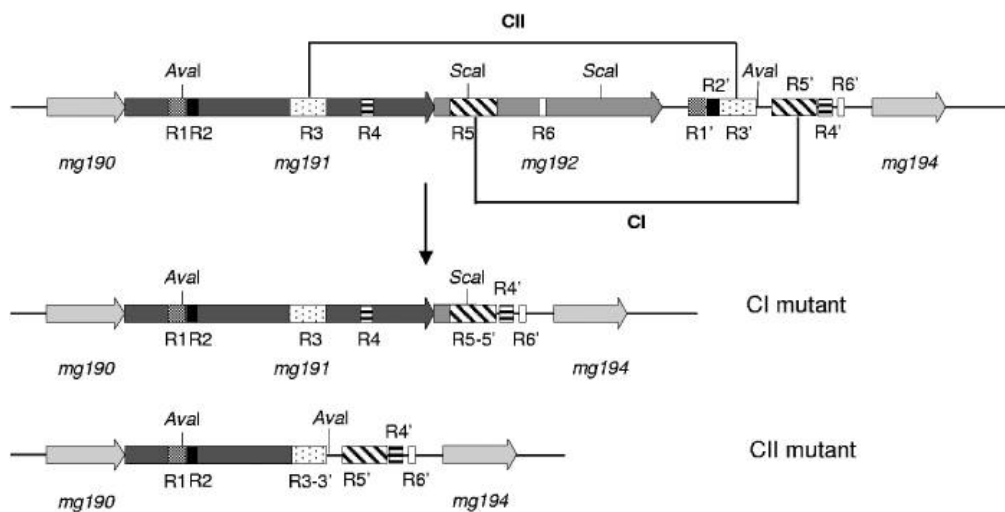 CII
AvaI ScaI ScaI R2' AvaI R5' R6'
R1 R2 R3 R4 R5 R6 R1' R3' R4'
mg190 mg191 mg192 mg194
CI
AvaI ScaI R4'
CI mutant
R1 R2 R3 R4 R5-5' R6'
mg190 mg191 mg194
AvaI AvaI R4'
CII mutant
R1 R2 R3-3' R5' R6'
mg190 mg194